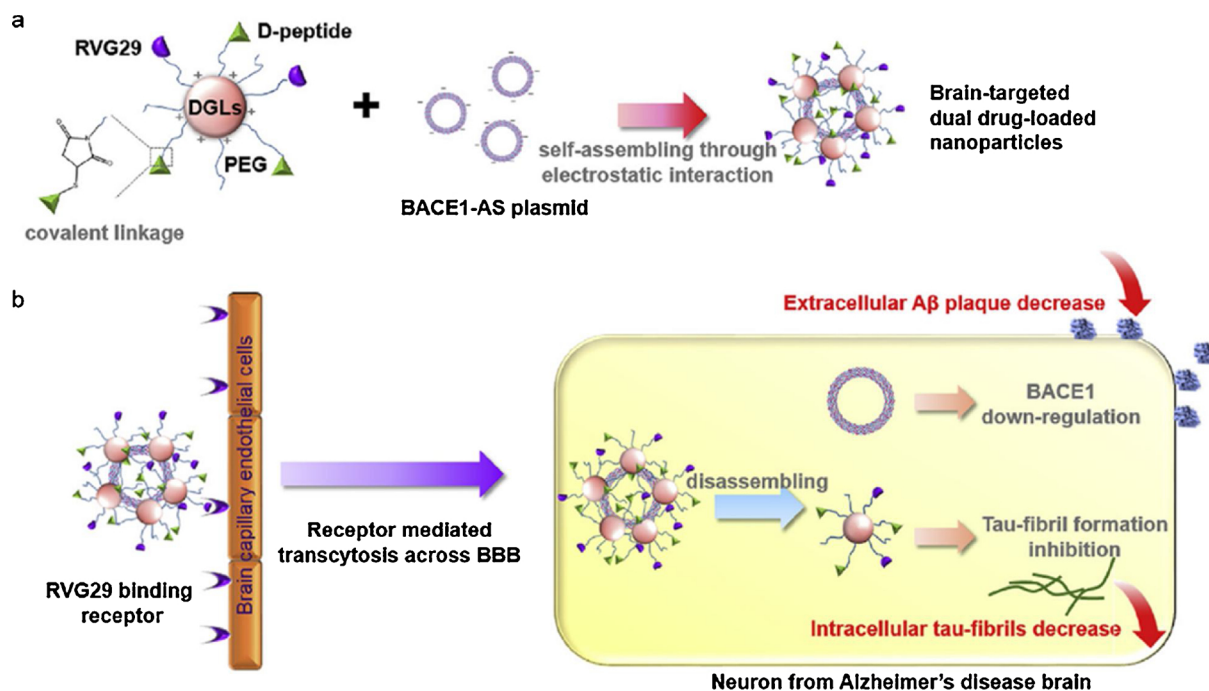 a
RVG29
D-peptide
DGLs
PEG
covalent linkage
BACE1-AS plasmid
self-assembling through
electrostatic interaction
Brain-targeted
dual drug-loaded
nanoparticles
b
Brain capillary endothelial cells
RVG29 binding
receptor
Receptor mediated
transcytosis across BBB
Extracellular Aβ plaque decrease
BACE1
down-regulation
disassembling
Tau-fibril formation
inhibition
Intracellular tau-fibrils decrease
Neuron from Alzheimer's disease brain